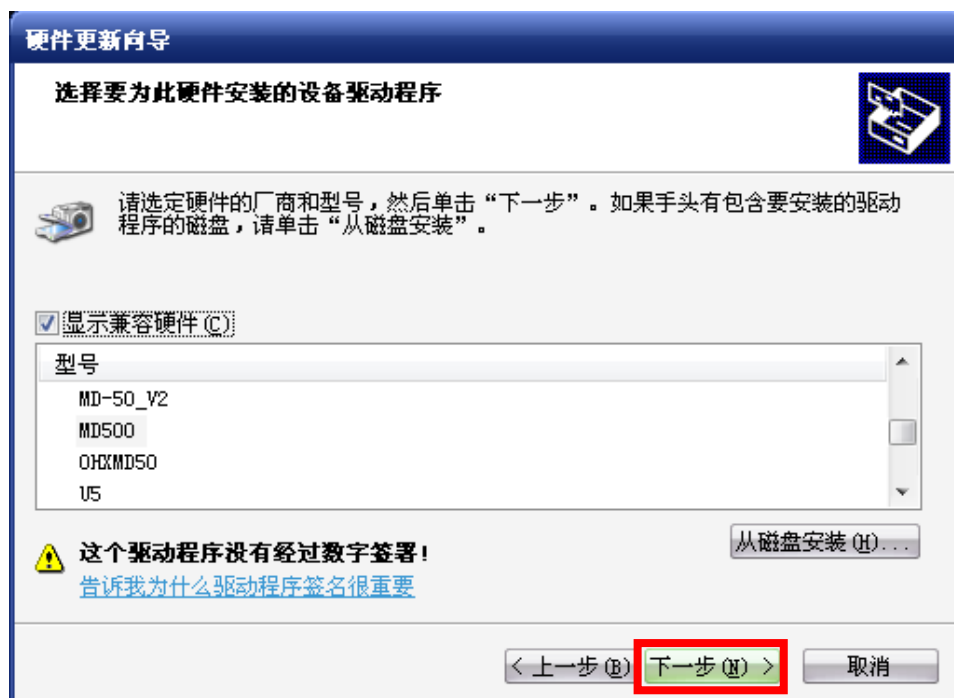 硬件更新向导
选择要为此硬件安装的设备驱动程序
请选定硬件的厂商和型号，然后单击“下一步”。如果手头有包含要安装的驱动
程序的磁盘，请单击“从磁盘安装”。
显示兼容硬件(C)
型号
MD-50_V2
MD500
OHXMD50
U5
这个驱动程序没有经过数字签署!
从磁盘安装(H)...
告诉我为什么驱动程序签名很重要
< 上一步(B) 下一步(N) > 取消